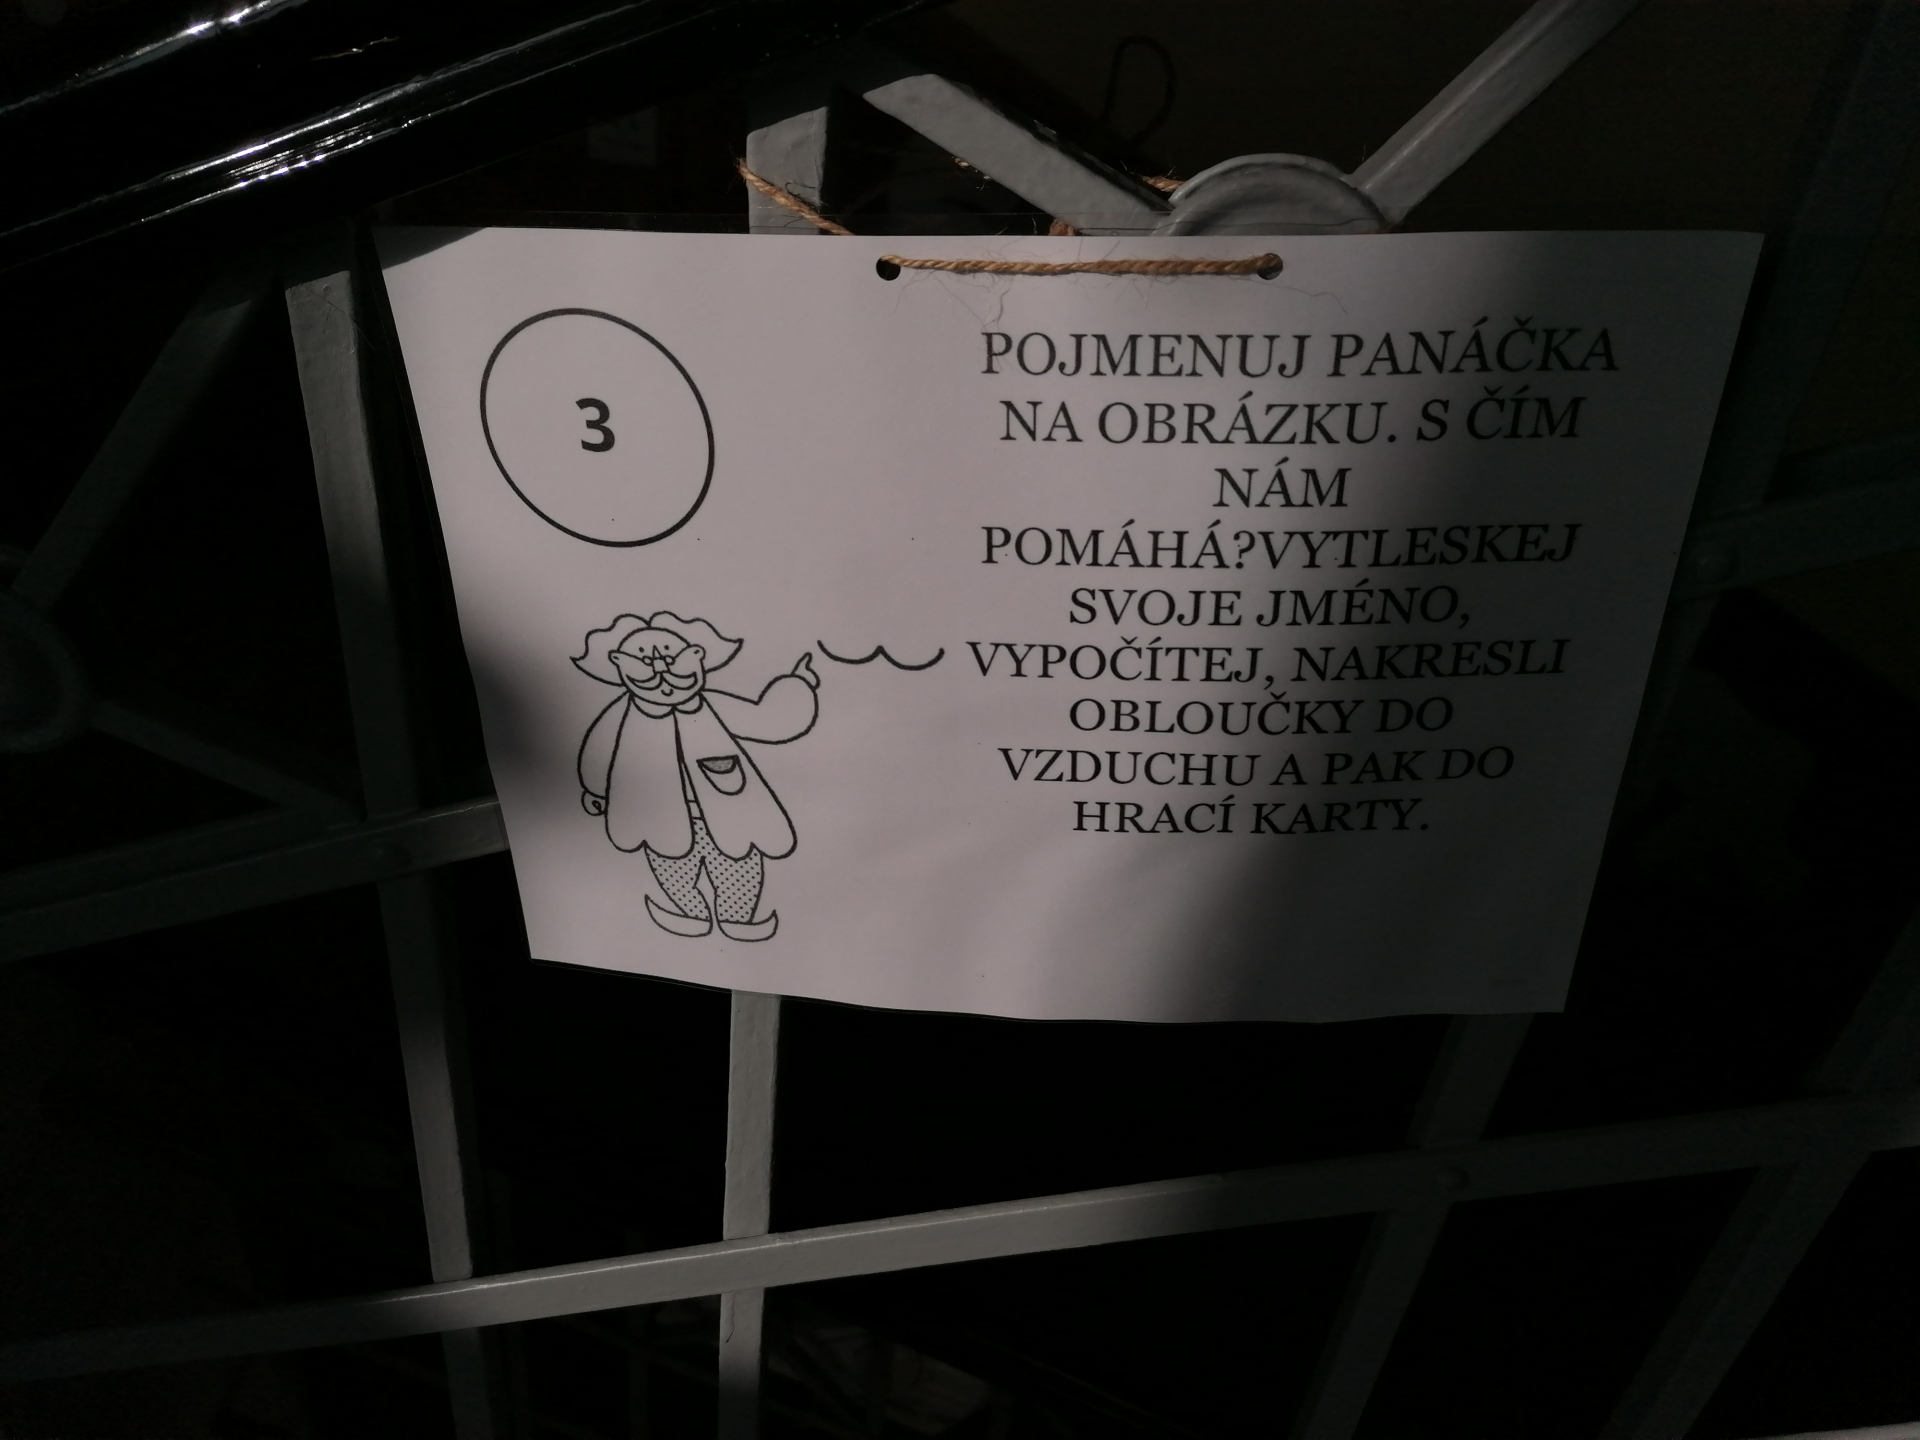 3
POJMENUJ PANÁČKA
NA OBRÁZKU. S ČÍM
NÁM
POMÁHÁ?VYTLESKEJ
SVOJE JMÉNO,
VYPOČÍTEJ, NAKRESLI
OBLOUČKY DO
VZDUCHU A PAK DO
HRACÍ KARTY.